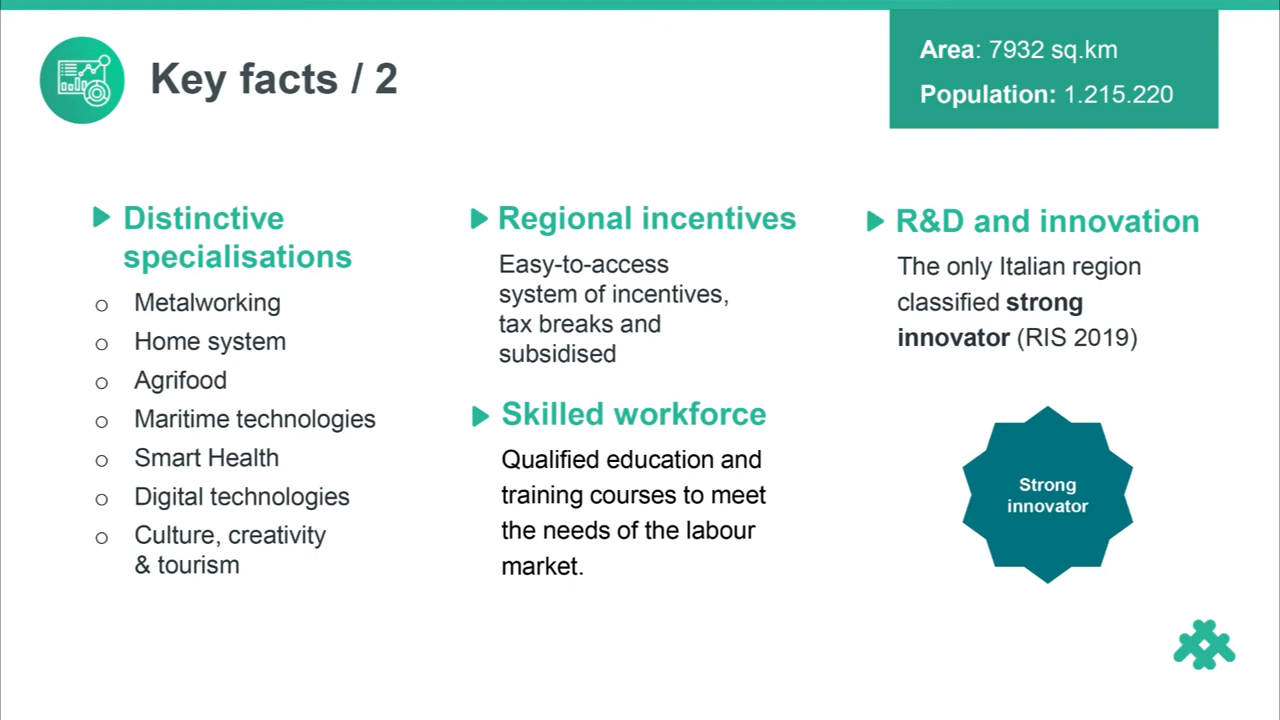 Key facts / 2
Area: 7932 sq.km
Population: 1.215.220
Distinctive
specialisations
o Metalworking
o Home system
o Agrifood
o Maritime technologies
o Smart Health
o Digital technologies
o Culture, creativity
& tourism
Regional incentives
Easy-to-access
system of incentives,
tax breaks and
subsidised
Skilled workforce
Qualified education and
training courses to meet
the needs of the labour
market.
R&D and innovation
The only Italian region
classified strong
innovator (RIS 2019)
Strong
innovator